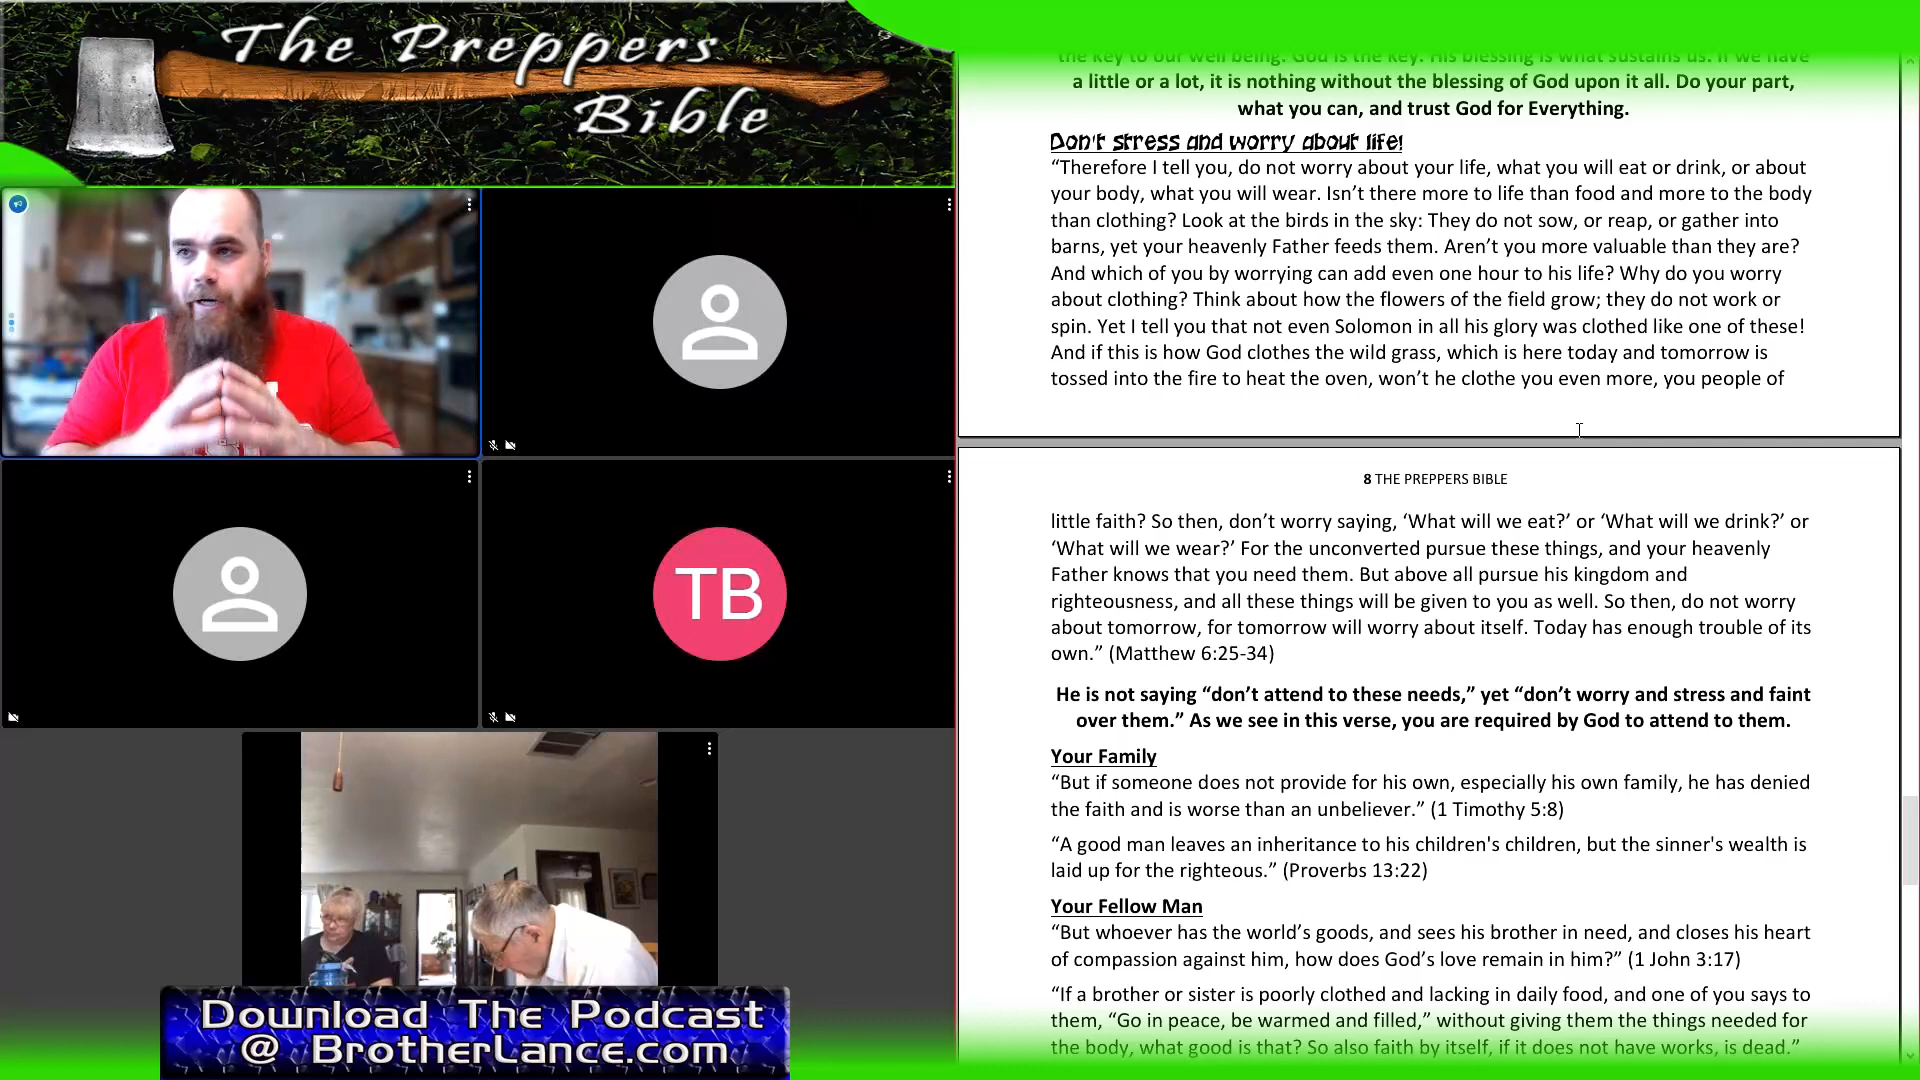 The Preppers
Bible
TB
Download The Podcast
@ BrotherLance.com
the key to our well being. God is the key. His blessing is what sustains us. If we have
a little or a lot, it is nothing without the blessing of God upon it all. Do your part,
what you can, and trust God for Everything.
Don't stress and worry about life!
“Therefore I tell you, do not worry about your life, what you will eat or drink, or about
your body, what you will wear. Isn’t there more to life than food and more to the body
than clothing? Look at the birds in the sky: They do not sow, or reap, or gather into
barns, yet your heavenly Father feeds them. Aren’t you more valuable than they are?
And which of you by worrying can add even one hour to his life? Why do you worry
about clothing? Think about how the flowers of the field grow; they do not work or
spin. Yet I tell you that not even Solomon in all his glory was clothed like one of these!
And if this is how God clothes the wild grass, which is here today and tomorrow is
tossed into the fire to heat the oven, won’t he clothe you even more, you people of
8 THE PREPPERS BIBLE
little faith? So then, don’t worry saying, ‘What will we eat?’ or ‘What will we drink?’ or
‘What will we wear?’ For the unconverted pursue these things, and your heavenly
Father knows that you need them. But above all pursue his kingdom and
righteousness, and all these things will be given to you as well. So then, do not worry
about tomorrow, for tomorrow will worry about itself. Today has enough trouble of its
own.” (Matthew 6:25-34)
He is not saying “don’t attend to these needs,” yet “don’t worry and stress and faint
over them.” As we see in this verse, you are required by God to attend to them.
Your Family
“But if someone does not provide for his own, especially his own family, he has denied
the faith and is worse than an unbeliever.” (1 Timothy 5:8)
“A good man leaves an inheritance to his children's children, but the sinner's wealth is
laid up for the righteous.” (Proverbs 13:22)
Your Fellow Man
“But whoever has the world’s goods, and sees his brother in need, and closes his heart
of compassion against him, how does God’s love remain in him?” (1 John 3:17)
“If a brother or sister is poorly clothed and lacking in daily food, and one of you says to
them, “Go in peace, be warmed and filled,” without giving them the things needed for
the body, what good is that? So also faith by itself, if it does not have works, is dead.”